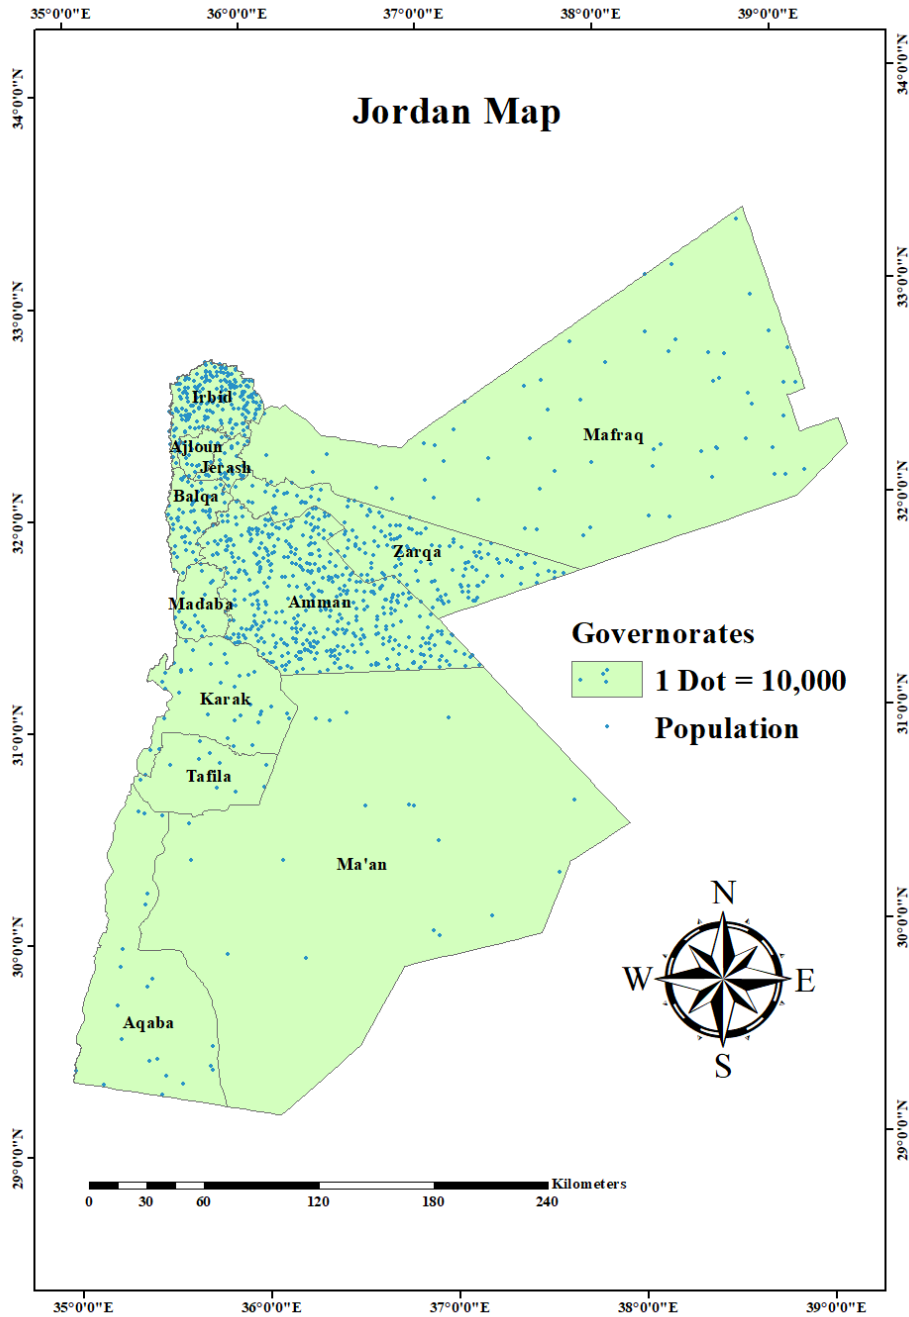 35°0'0"E 36°0'0"E 37°0'0"E 38°0'0"E 39°0'0"E
34°0'0"N
34°0'0"N
Jordan Map
33°0'0"N
33°0'0"N
Irbid
Mafraq
Ajloun
Jerash
Balqa
32°0'0"N
32°0'0"N
Zarqa
Madaba
Amman
Governorates
1 Dot = 10,000
Population
Karak
31°0'0"N
31°0'0"N
Tafila
Ma'an
N
W E
S
30°0'0"N
30°0'0"N
Aqaba
29°0'0"N
29°0'0"N
Kilometers
0 30 60 120 180 240
35°0'0"E 36°0'0"E 37°0'0"E 38°0'0"E 39°0'0"E